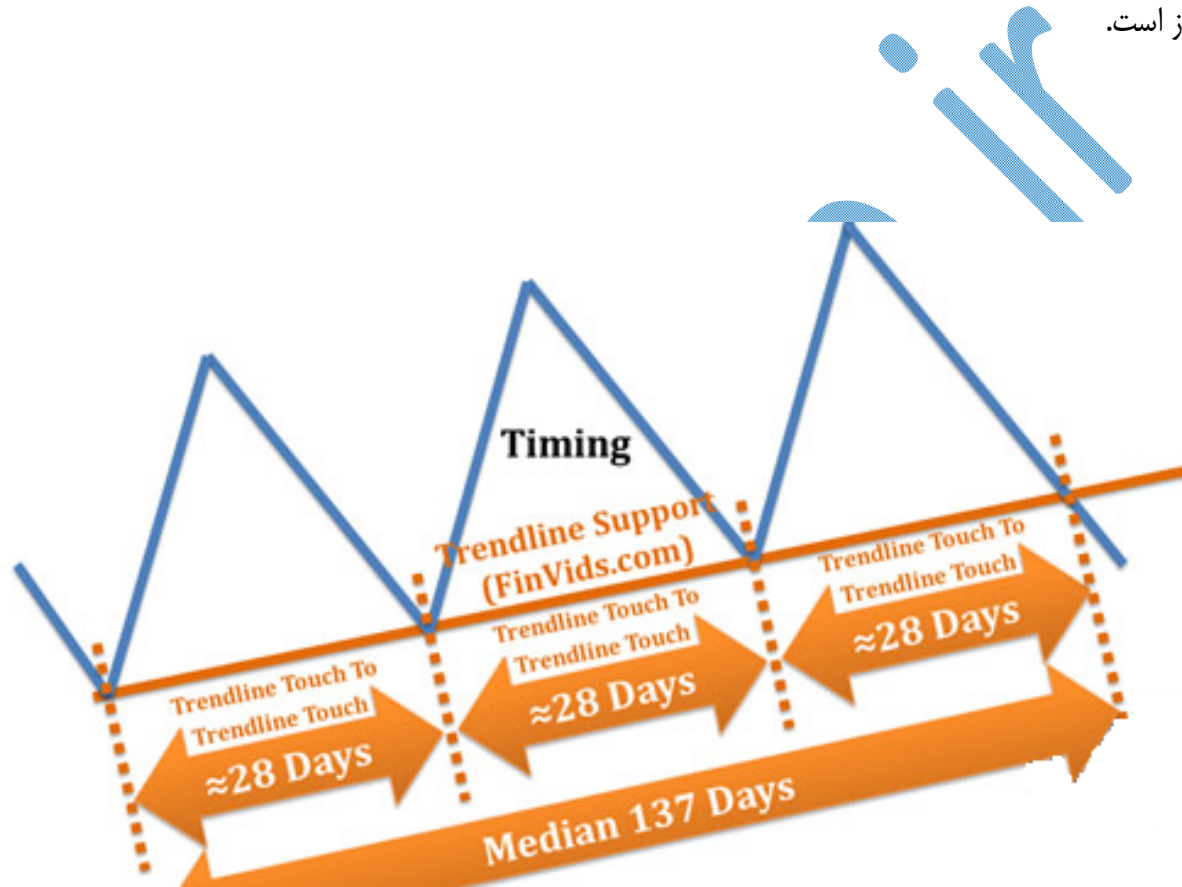 ز است.
ir
Timing
Trendline Support
(FinVids.com)
Trendline Touch To
Trendline Touch
≈28 Days
Trendline Touch To
Trendline Touch
≈28 Days
Trendline Touch To
Trendline Touch
≈28 Days
Median 137 Days